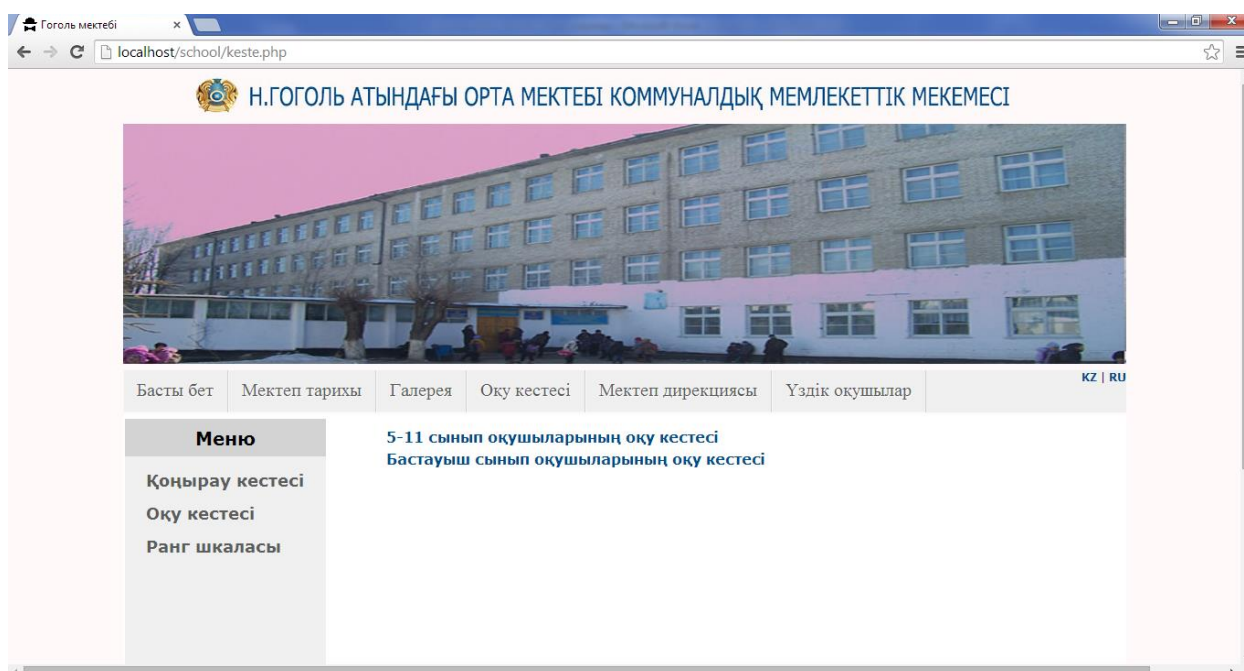 Гоголь мектебі
localhost/school/keste.php
Н.ГОГОЛЬ АТЫНДАҒЫ ОРТА МЕКТЕБІ КОММУНАЛДЫҚ МЕМЛЕКЕТТІК МЕКЕМЕСІ
Басты бет Мектеп тарихы Галерея Оқу кестесі Мектеп дирекциясы Үздік оқушылар
KZ | RU
Меню
Қоңырау кестесі
Оқу кестесі
Ранг шкаласы
5-11 сынып оқушыларының оқу кестесі
Бастауыш сынып оқушыларының оқу кестесі